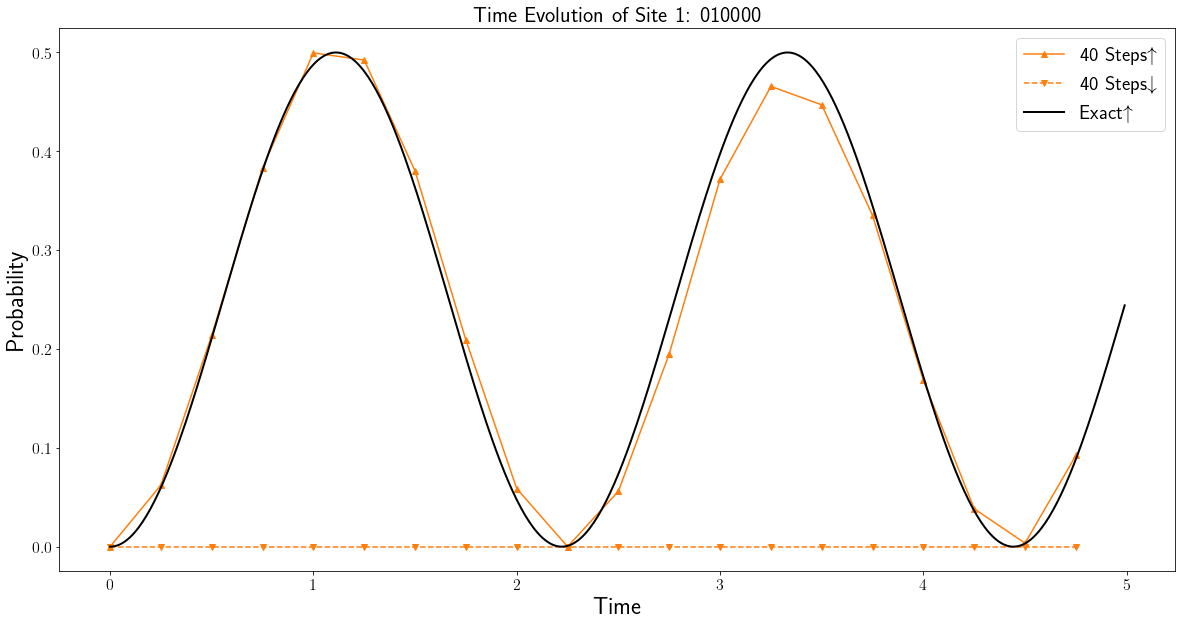 Time Evolution of Site 1: 010000
40 Steps↑
40 Steps↓
Exact↑
Probability
0.5
0.4
0.3
0.2
0.1
0.0
0 1 2 3 4 5
Time